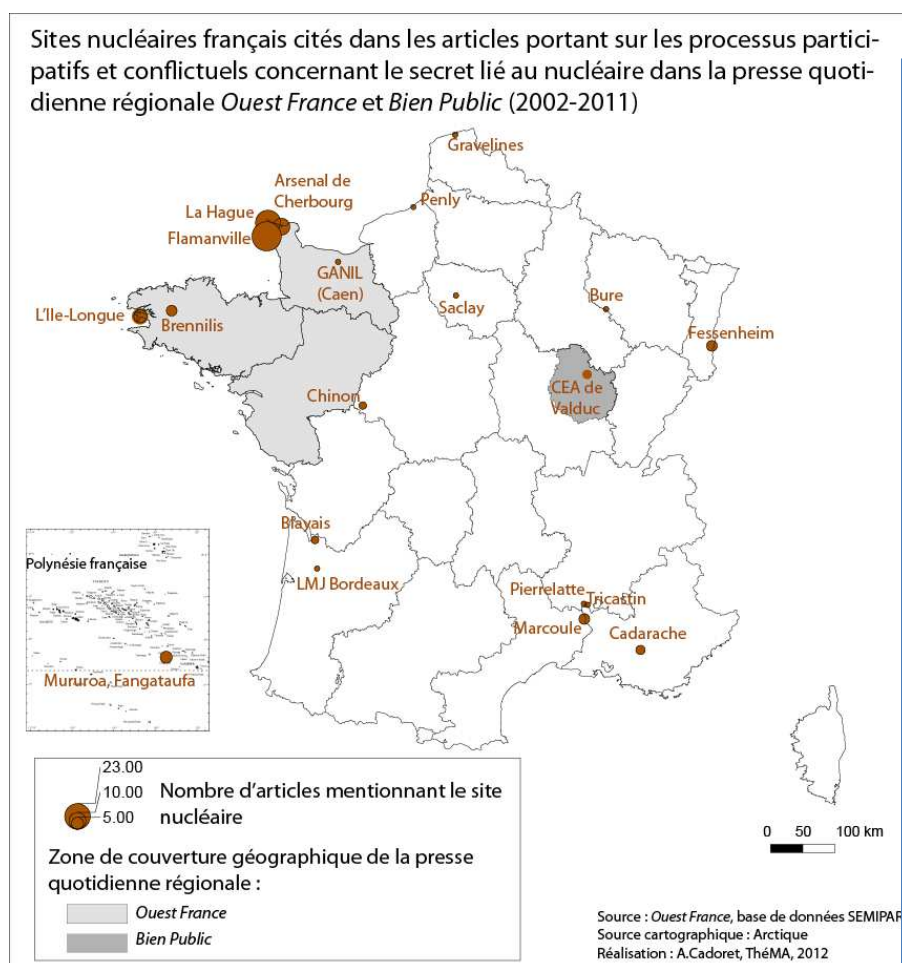 Sites nucléaires français cités dans les articles portant sur les processus partici-
patifs et conflictuels concernant le secret lié au nucléaire dans la presse quoti-
dienne régionale Ouest France et Bien Public (2002-2011)
Gravelines
Arsenal de
Cherbourg
Penly
La Hague
Flamanville
GANIL
(Caen)
Saclay
Bure
L'Ile-Longue
Brennilis
Fessenheim
CEA de
Valduc
Chinon
Blayais
LMJ Bordeaux
Pierrelatte
Tricastin
Marcoule
Cadarache
Polynésie française
Mururoa, Fangataufa
23.00
10.00
5.00
Nombre d'articles mentionnant le site
nucléaire
Zone de couverture géographique de la presse
quotidienne régionale :
Ouest France
Bien Public
0 50 100 km
Source : Ouest France, base de données SEMIPAR
Source cartographique : Arctique
Réalisation : A.Cadoret, ThéMA, 2012